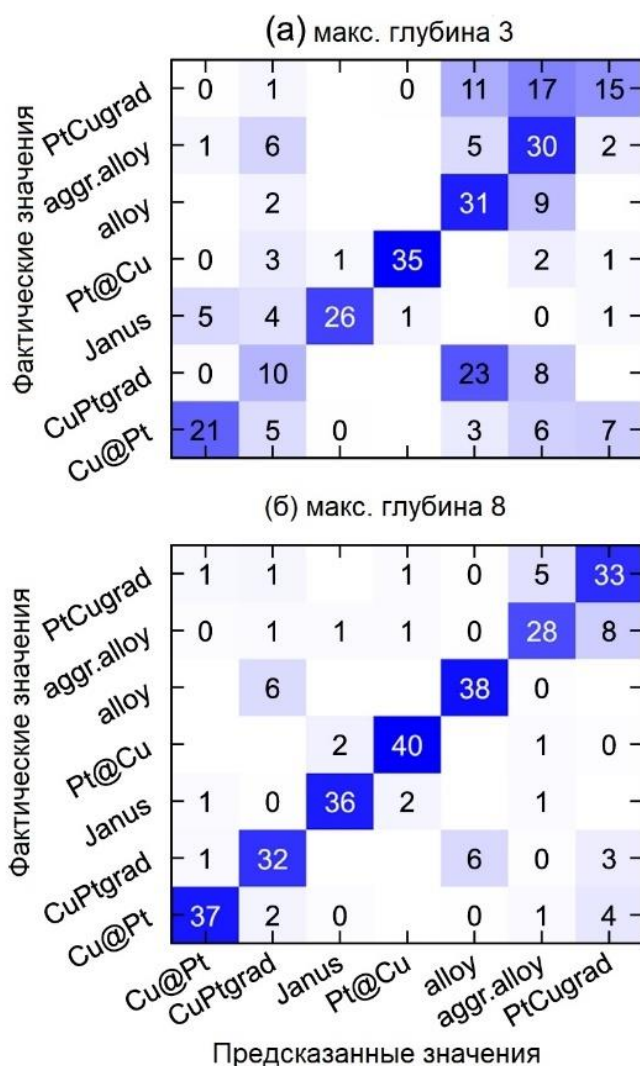 (а) макс. глубина 3
Фактические значения
PtCugrad 0 1 0 11 17 15
aggr.alloy 1 6 5 30 2
alloy 2 31 9
Pt@Cu 0 3 1 35 2 1
Janus 5 4 26 1 0 1
CuPtgrad 0 10 23 8
Cu@Pt 21 5 0 3 6 7
(б) макс. глубина 8
Фактические значения
PtCugrad 1 1 1 0 5 33
aggr.alloy 0 1 1 1 0 28 8
alloy 6 38 0
Pt@Cu 2 40 1 0
Janus 1 0 36 2 1
CuPtgrad 1 32 6 0 3
Cu@Pt 37 2 0 0 1 4
Cu@Pt CuPtgrad Janus Pt@Cu alloy aggr.alloy PtCugrad
Предсказанные значения